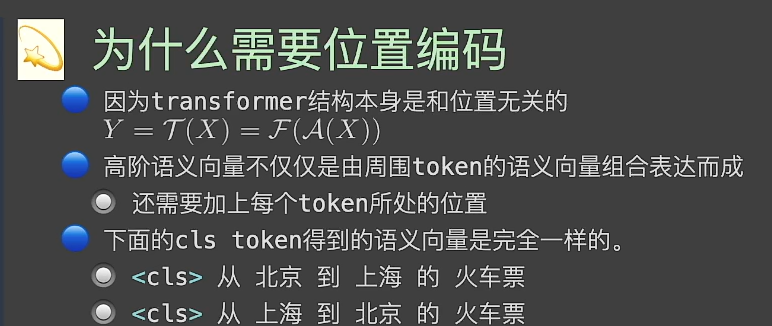 为什么需要位置编码
因为transformer结构本身是和位置无关的
Y = T(X) = F(A(X))
高阶语义向量不仅仅是由周围token的语义向量组合表达而成
还需要加上每个token所处的位置
下面的cls token得到的语义向量是完全一样的。
<cls> 从 北京 到 上海 的 火车票
<cls> 从 上海 到 北京 的 火车票